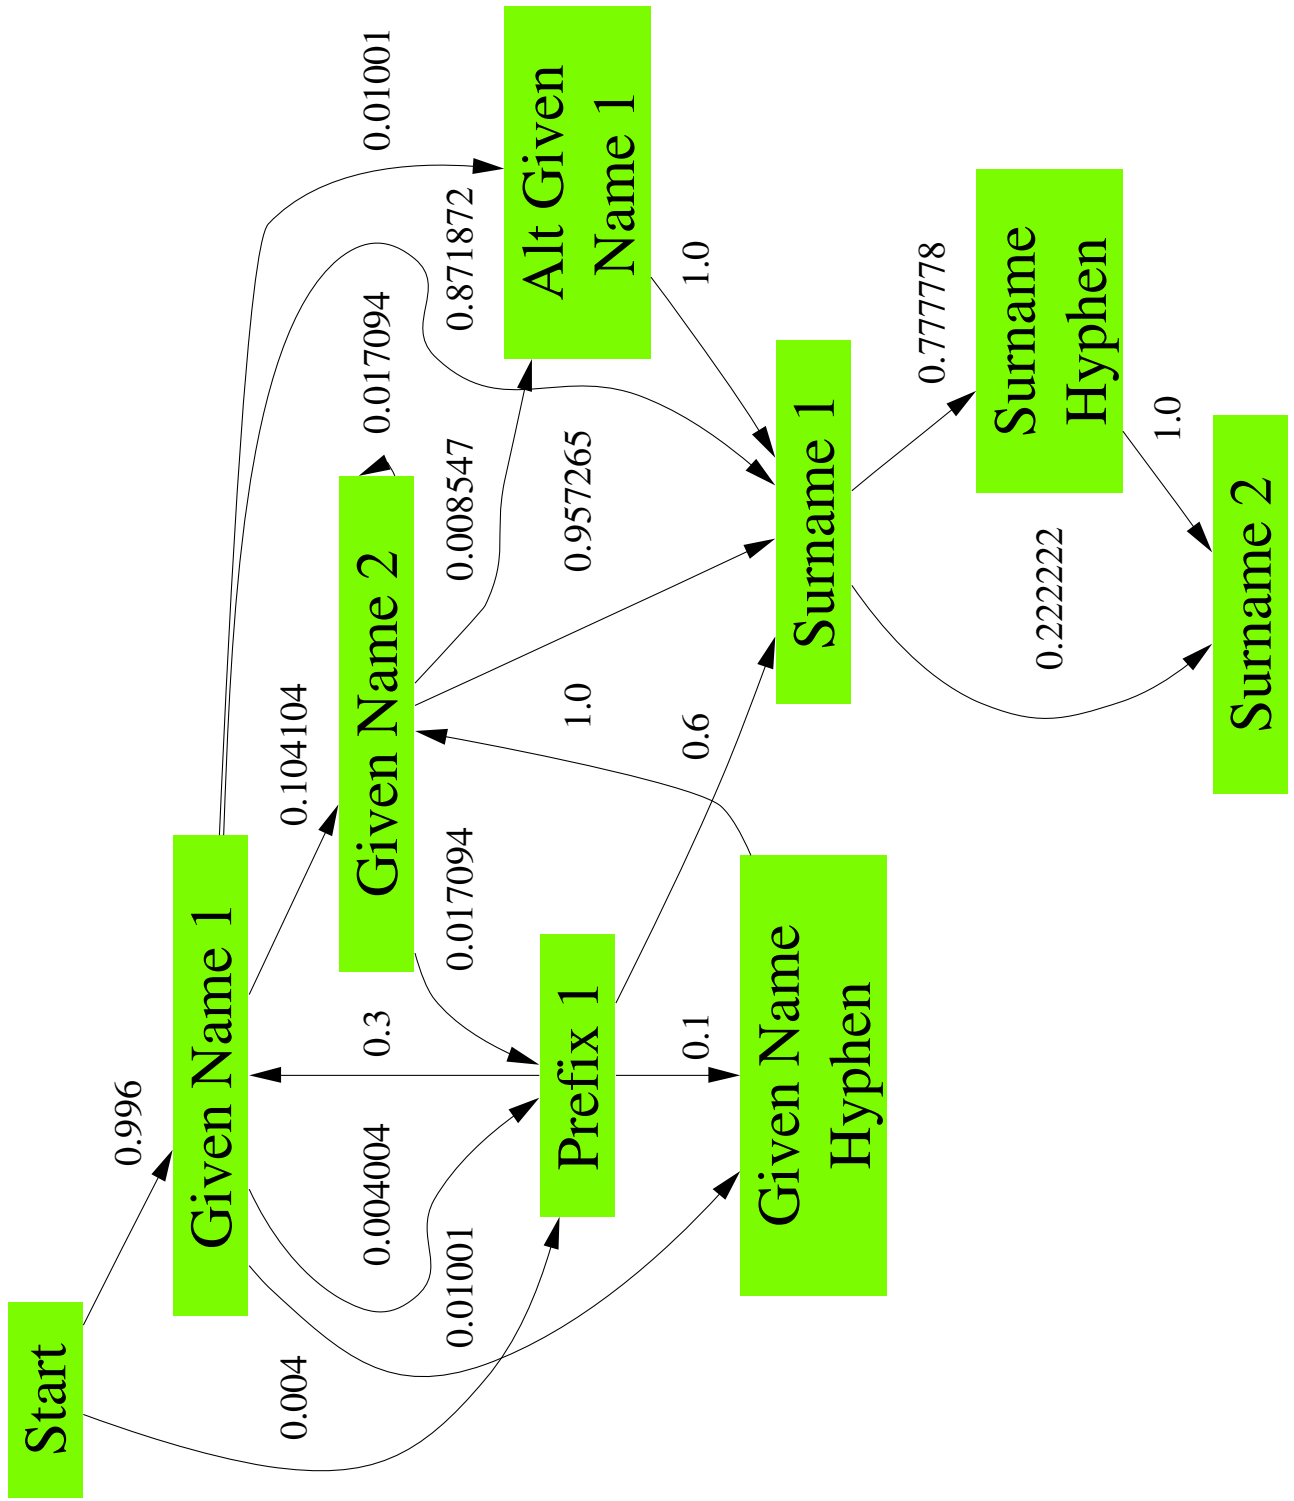 Start
0.996
0.004
Given Name 1
0.104104
0.01001
0.871872
0.004004
0.01001
Given Name 2
0.017094
0.008547
0.957265
0.017094
0.3
Alt Given
Name 1
1.0
Prefix 1
0.6
0.1
1.0
Given Name
Hyphen
Surname 1
0.777778
0.222222
Surname
Hyphen
1.0
Surname 2